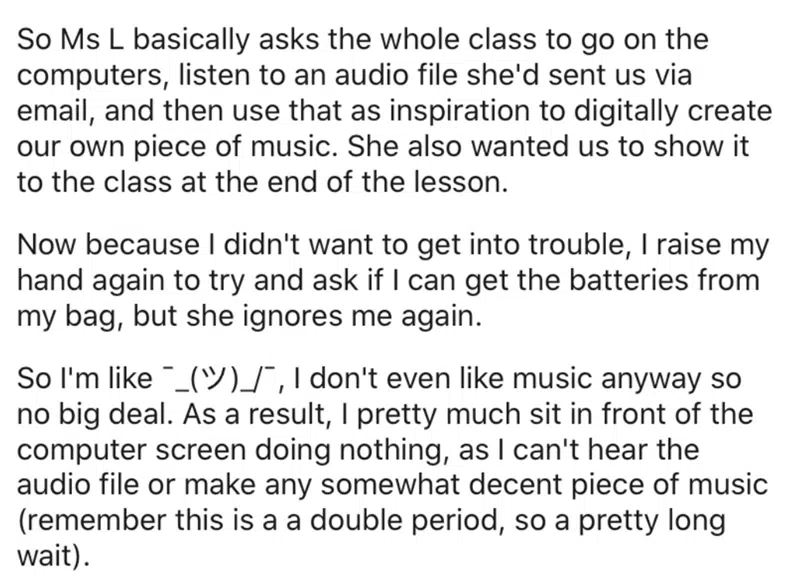 So Ms L basically asks the whole class to go on the
computers, listen to an audio file she'd sent us via
email, and then use that as inspiration to digitally create
our own piece of music. She also wanted us to show it
to the class at the end of the lesson.
Now because I didn't want to get into trouble, I raise my
hand again to try and ask if I can get the batteries from
my bag, but she ignores me again.
So I'm like ¯_(ツ)_/¯, I don't even like music anyway so
no big deal. As a result, I pretty much sit in front of the
computer screen doing nothing, as I can't hear the
audio file or make any somewhat decent piece of music
(remember this is a a double period, so a pretty long
wait).